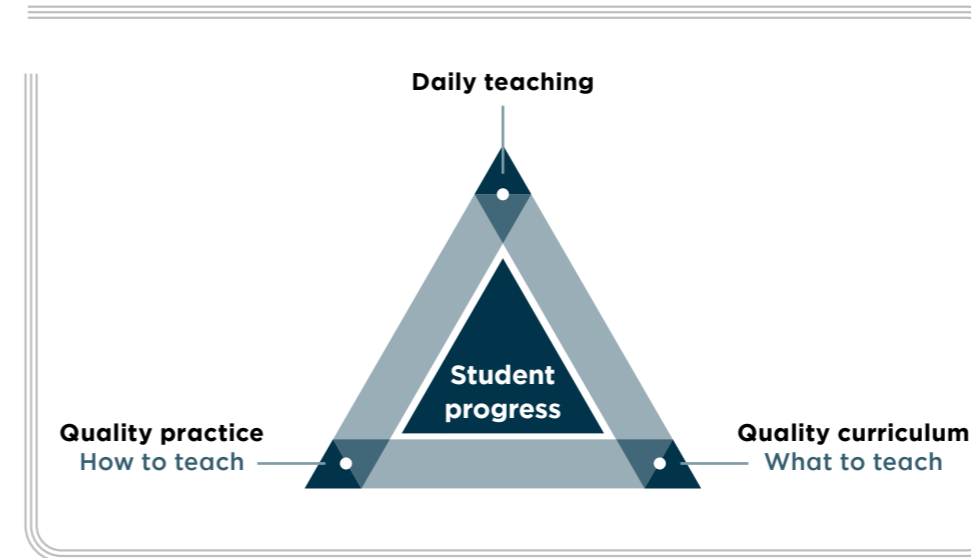 Daily teaching
Student
progress
Quality practice
How to teach
Quality curriculum
What to teach